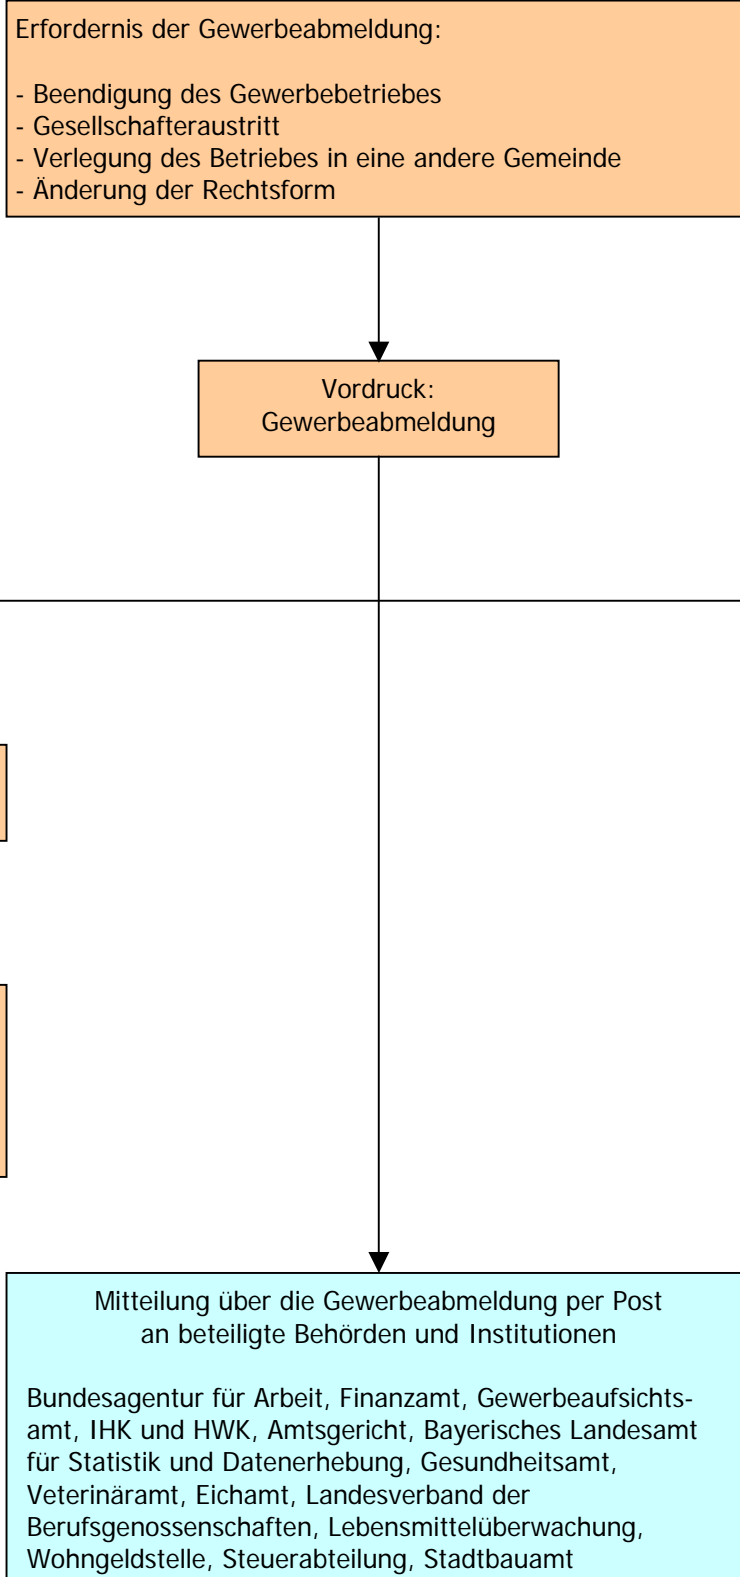 Erfordernis der Gewerbeabmeldung:
- Beendigung des Gewerbebetriebes
- Gesellschafteraustritt
- Verlegung des Betriebes in eine andere Gemeinde
- Änderung der Rechtsform
Vordruck:
Gewerbeabmeldung
Mitteilung über die Gewerbeabmeldung per Post
an beteiligte Behörden und Institutionen
Bundesagentur für Arbeit, Finanzamt, Gewerbeaufsichts-
amt, IHK und HWK, Amtsgericht, Bayerisches Landesamt
für Statistik und Datenerhebung, Gesundheitsamt,
Veterinäramt, Eichamt, Landesverband der
Berufsgenossenschaften, Lebensmittelüberwachung,
Wohngeldstelle, Steuerabteilung, Stadtbauamt